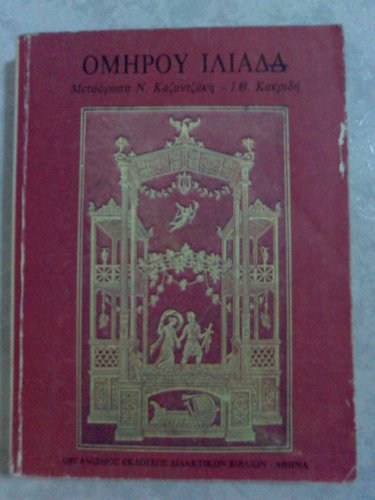 ΟΜΗΡΟΥ ΙΛΙΑΔΑ
Μετάφραση Ν. Καζαντζάκη - Ι.Θ. Κακριδή
ΟΡΓΑΝΙΣΜΟΣ ΕΚΔΟΣΕΩΣ ΔΙΔΑΚΤΙΚΩΝ ΒΙΒΛΙΩΝ - ΑΘΗΝΑ